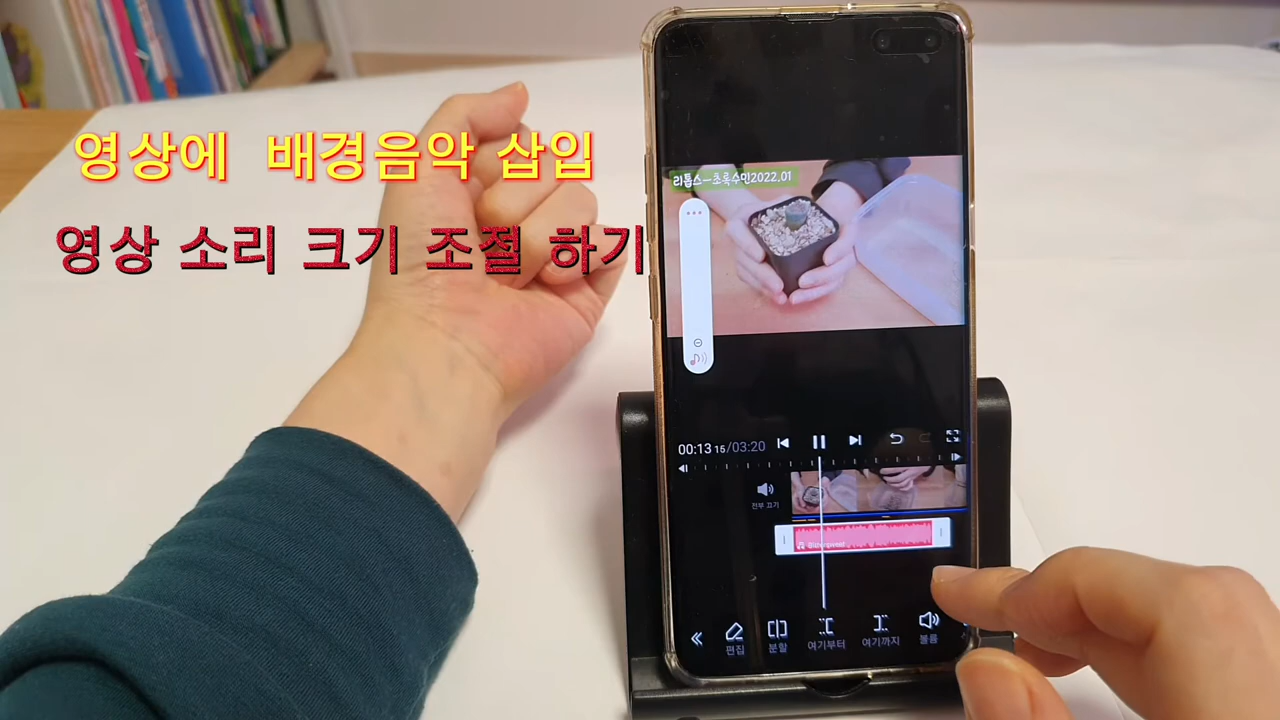 영상에 배경음악 삽입
영상 소리 크기 조절 하기
리톱스-초록수민2022.01
00:13 15/03:20
전부 끄기
편집
분할
여기부터
여기까지
볼륨